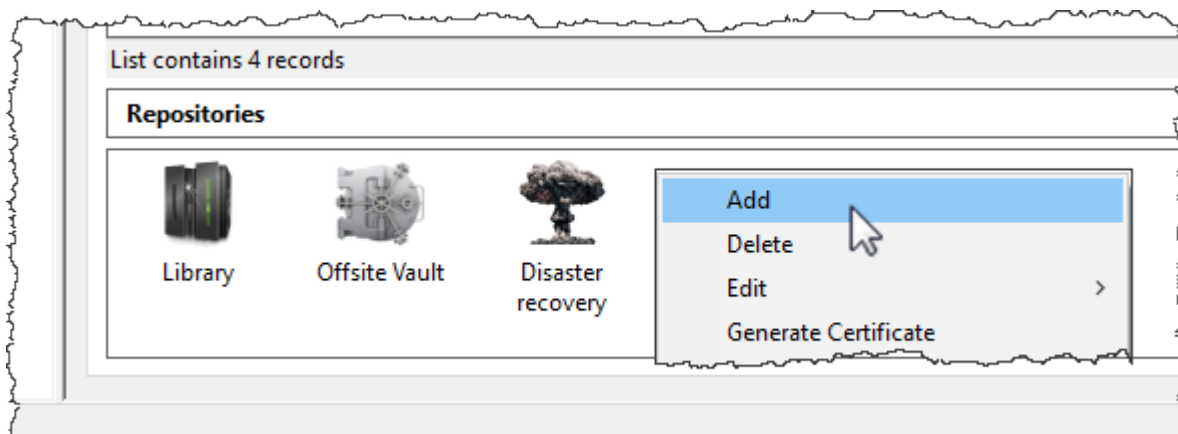 List contains 4 records
Repositories
Library
Offsite Vault
Disaster
recovery
Add
Delete
Edit
Generate Certificate